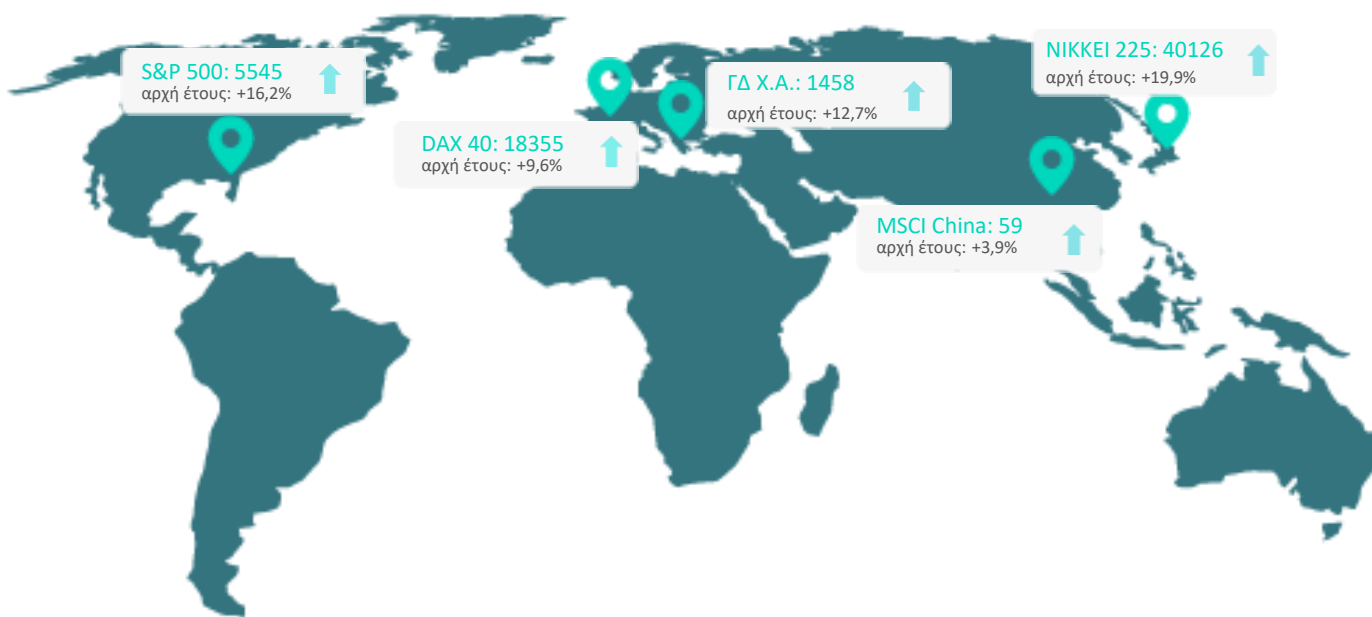 S&P 500: 5545
αρχή έτους: +16,2%
DAX 40: 18355
αρχή έτους: +9,6%
ΓΔ Χ.Α.: 1458
αρχή έτους: +12,7%
NIKKEI 225: 40126
αρχή έτους: +19,9%
MSCI China: 59
αρχή έτους: +3,9%